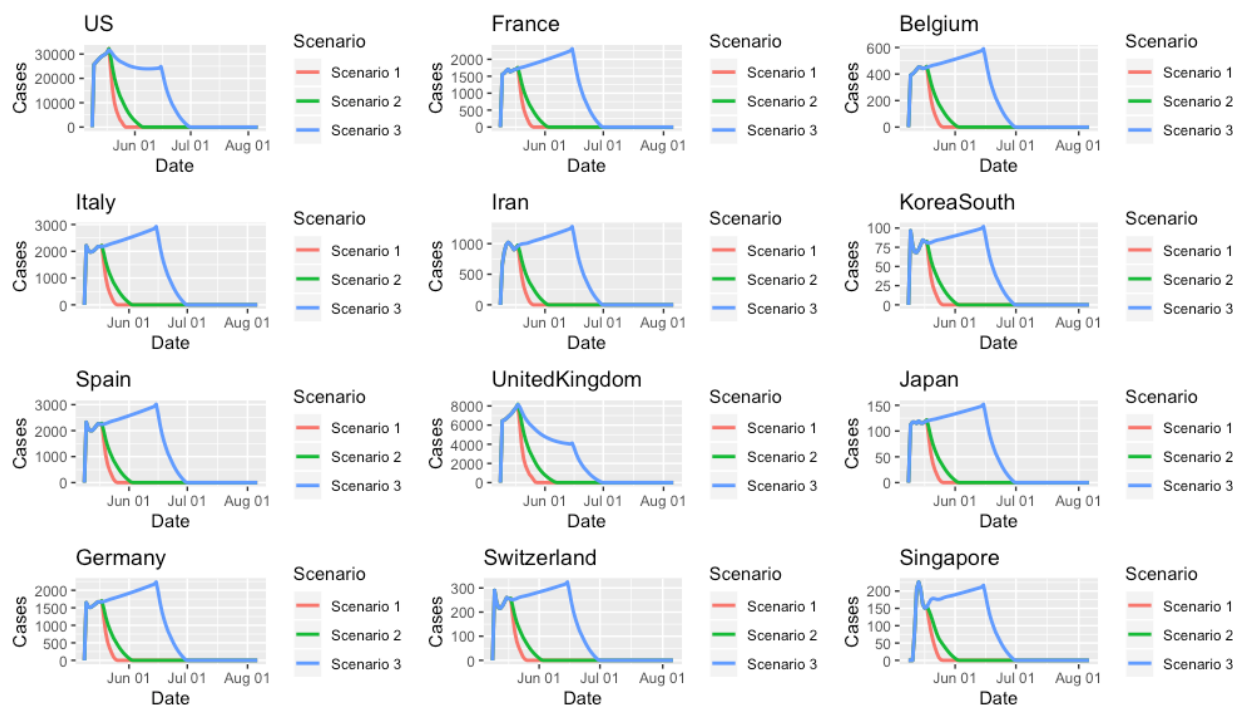 US
Cases
30000
20000
10000
0
Jun 01 Jul 01 Aug 01
Date
Scenario
Scenario 1
Scenario 2
Scenario 3
France
Cases
2000
1500
1000
500
0
Jun 01 Jul 01 Aug 01
Date
Scenario
Scenario 1
Scenario 2
Scenario 3
Belgium
Cases
600
400
200
0
Jun 01 Jul 01 Aug 01
Date
Scenario
Scenario 1
Scenario 2
Scenario 3
Italy
Cases
3000
2000
1000
0
Jun 01 Jul 01 Aug 01
Date
Scenario
Scenario 1
Scenario 2
Scenario 3
Iran
Cases
1000
500
0
Jun 01 Jul 01 Aug 01
Date
Scenario
Scenario 1
Scenario 2
Scenario 3
KoreaSouth
Cases
100
75
50
25
0
Jun 01 Jul 01 Aug 01
Date
Scenario
Scenario 1
Scenario 2
Scenario 3
Spain
Cases
3000
2000
1000
0
Jun 01 Jul 01 Aug 01
Date
Scenario
Scenario 1
Scenario 2
Scenario 3
UnitedKingdom
Cases
8000
6000
4000
2000
0
Jun 01 Jul 01 Aug 01
Date
Scenario
Scenario 1
Scenario 2
Scenario 3
Japan
Cases
150
100
50
0
Jun 01 Jul 01 Aug 01
Date
Scenario
Scenario 1
Scenario 2
Scenario 3
Germany
Cases
2000
1500
1000
500
0
Jun 01 Jul 01 Aug 01
Date
Scenario
Scenario 1
Scenario 2
Scenario 3
Switzerland
Cases
300
200
100
0
Jun 01 Jul 01 Aug 01
Date
Scenario
Scenario 1
Scenario 2
Scenario 3
Singapore
Cases
200
150
100
50
0
Jun 01 Jul 01 Aug 01
Date
Scenario
Scenario 1
Scenario 2
Scenario 3